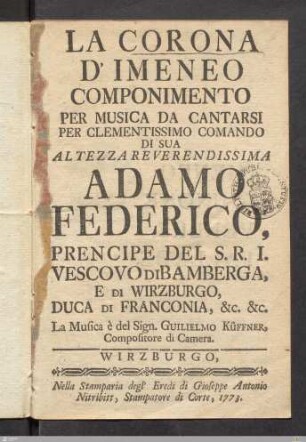 LA CORONA
D'IMENEO
COMPONIMENTO
PER MUSICA DA CANTARSI
PER CLEMENTISSIMO COMANDO
DI SUA
ALTEZZA REVERENDISSIMA
ADAMO
FEDERICO,
PRENCIPE DEL S. R. I.
VESCOVO DI BAMBERGA,
E DI WIRZBURGO,
DUCA DI FRANCONIA, &c. &c.
La Musica è del Sign. GUILIELMO KÜFFNER,
Compositore di Camera.
WIRZBURGO,
Nella Stamparia degl' Eredi di Gioseppe Antonio
Nitribitt, Stampatore di Corte, 1773.